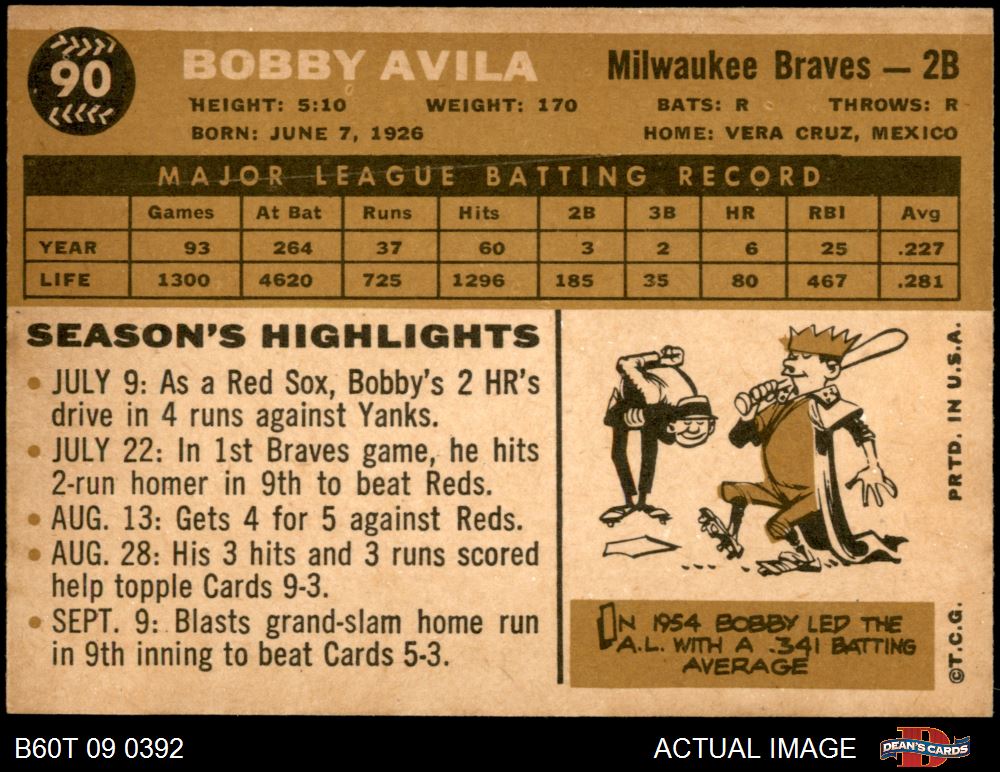 90
BOBBY AVILA
Milwaukee Braves — 2B
HEIGHT: 5:10 WEIGHT: 170 BATS: R THROWS: R
BORN: JUNE 7, 1926 HOME: VERA CRUZ, MEXICO
MAJOR LEAGUE BATTING RECORD
Games At Bat Runs Hits 2B 3B HR RBI Avg
YEAR 93 264 37 60 3 2 6 25 .227
LIFE 1300 4620 725 1296 185 35 80 467 .281
SEASON'S HIGHLIGHTS
• JULY 9: As a Red Sox, Bobby's 2 HR's
drive in 4 runs against Yanks.
• JULY 22: In 1st Braves game, he hits
2-run homer in 9th to beat Reds.
• AUG. 13: Gets 4 for 5 against Reds.
• AUG. 28: His 3 hits and 3 runs scored
help topple Cards 9-3.
• SEPT. 9: Blasts grand-slam home run
in 9th inning to beat Cards 5-3.
IN 1954 BOBBY LED THE
A.L. WITH A .341 BATTING
AVERAGE
©T.C.G. PRTD. IN U.S.A.
B60T 09 0392 ACTUAL IMAGE DEAN'S CARDS